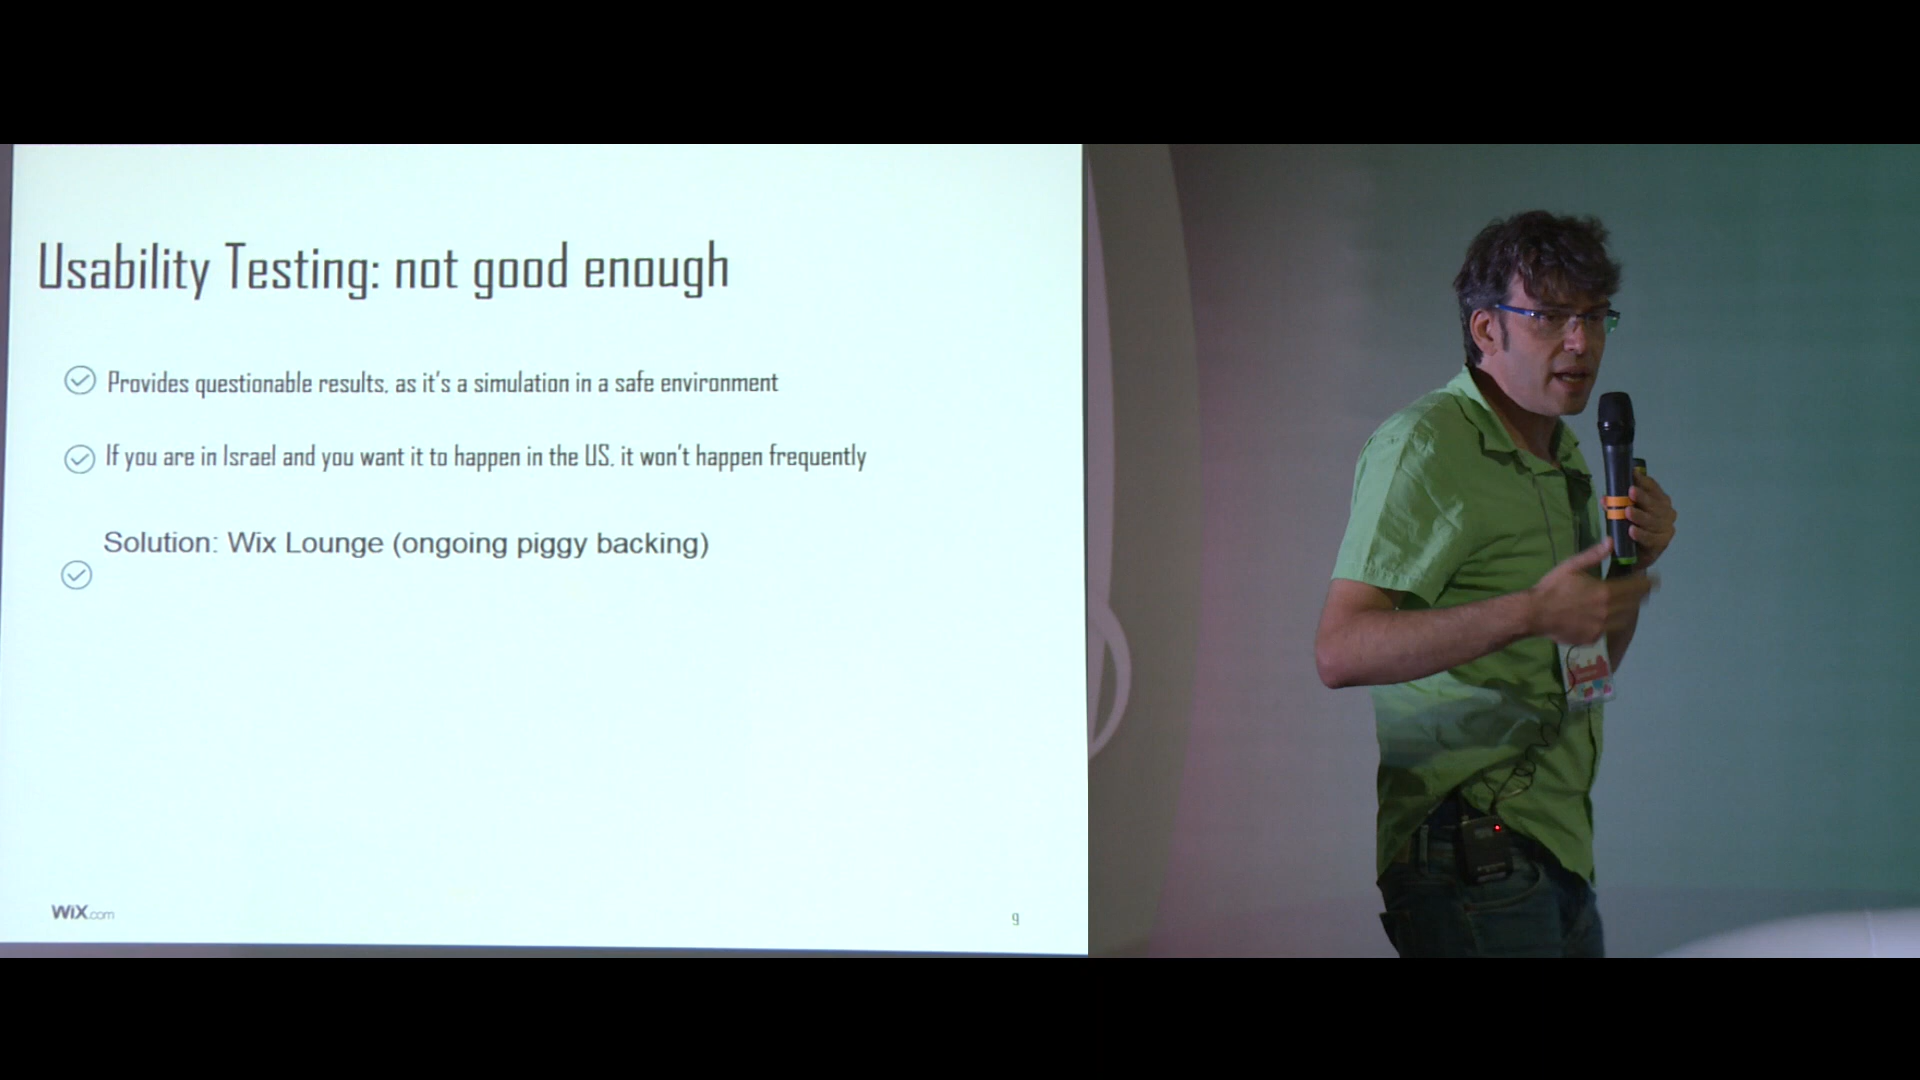 Usability Testing: not good enough
Provides questionable results, as it's a simulation in a safe environment
If you are in Israel and you want it to happen in the US, it won't happen frequently
Solution: Wix Lounge (ongoing piggy backing)
WiX.com
9